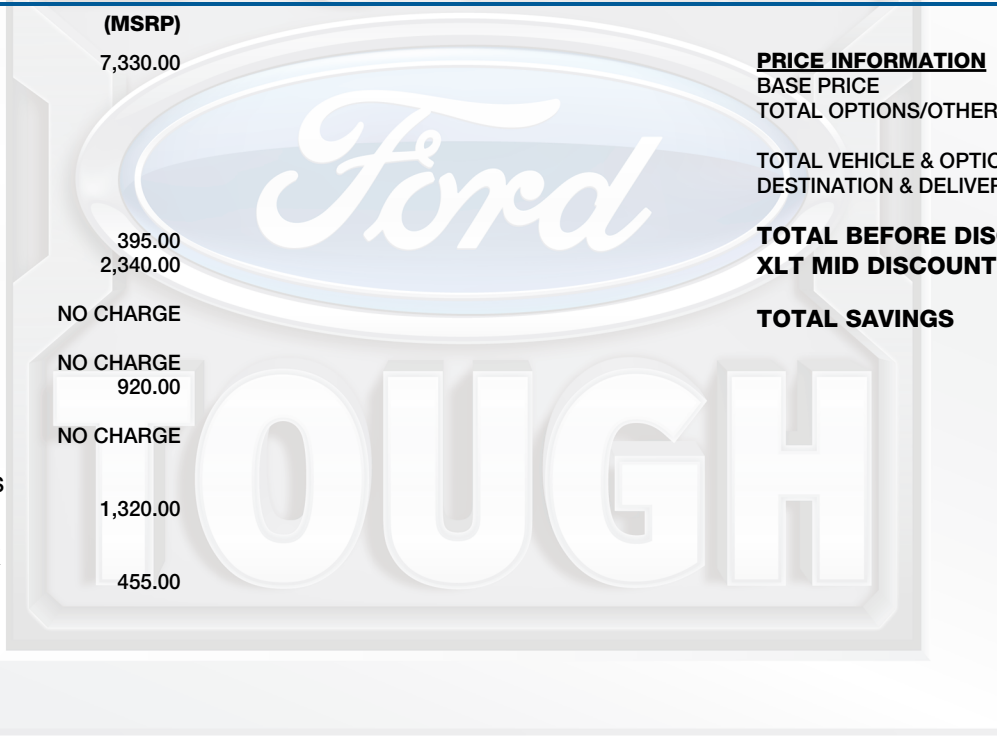 (MSRP)
7,330.00
395.00
2,340.00
NO CHARGE
NO CHARGE
920.00
NO CHARGE
S
1,320.00
455.00
PRICE INFORMATION
BASE PRICE
TOTAL OPTIONS/OTHER
TOTAL VEHICLE & OPTIO
DESTINATION & DELIVER
TOTAL BEFORE DISC
XLT MID DISCOUNT
TOTAL SAVINGS
Ford
TOUGH